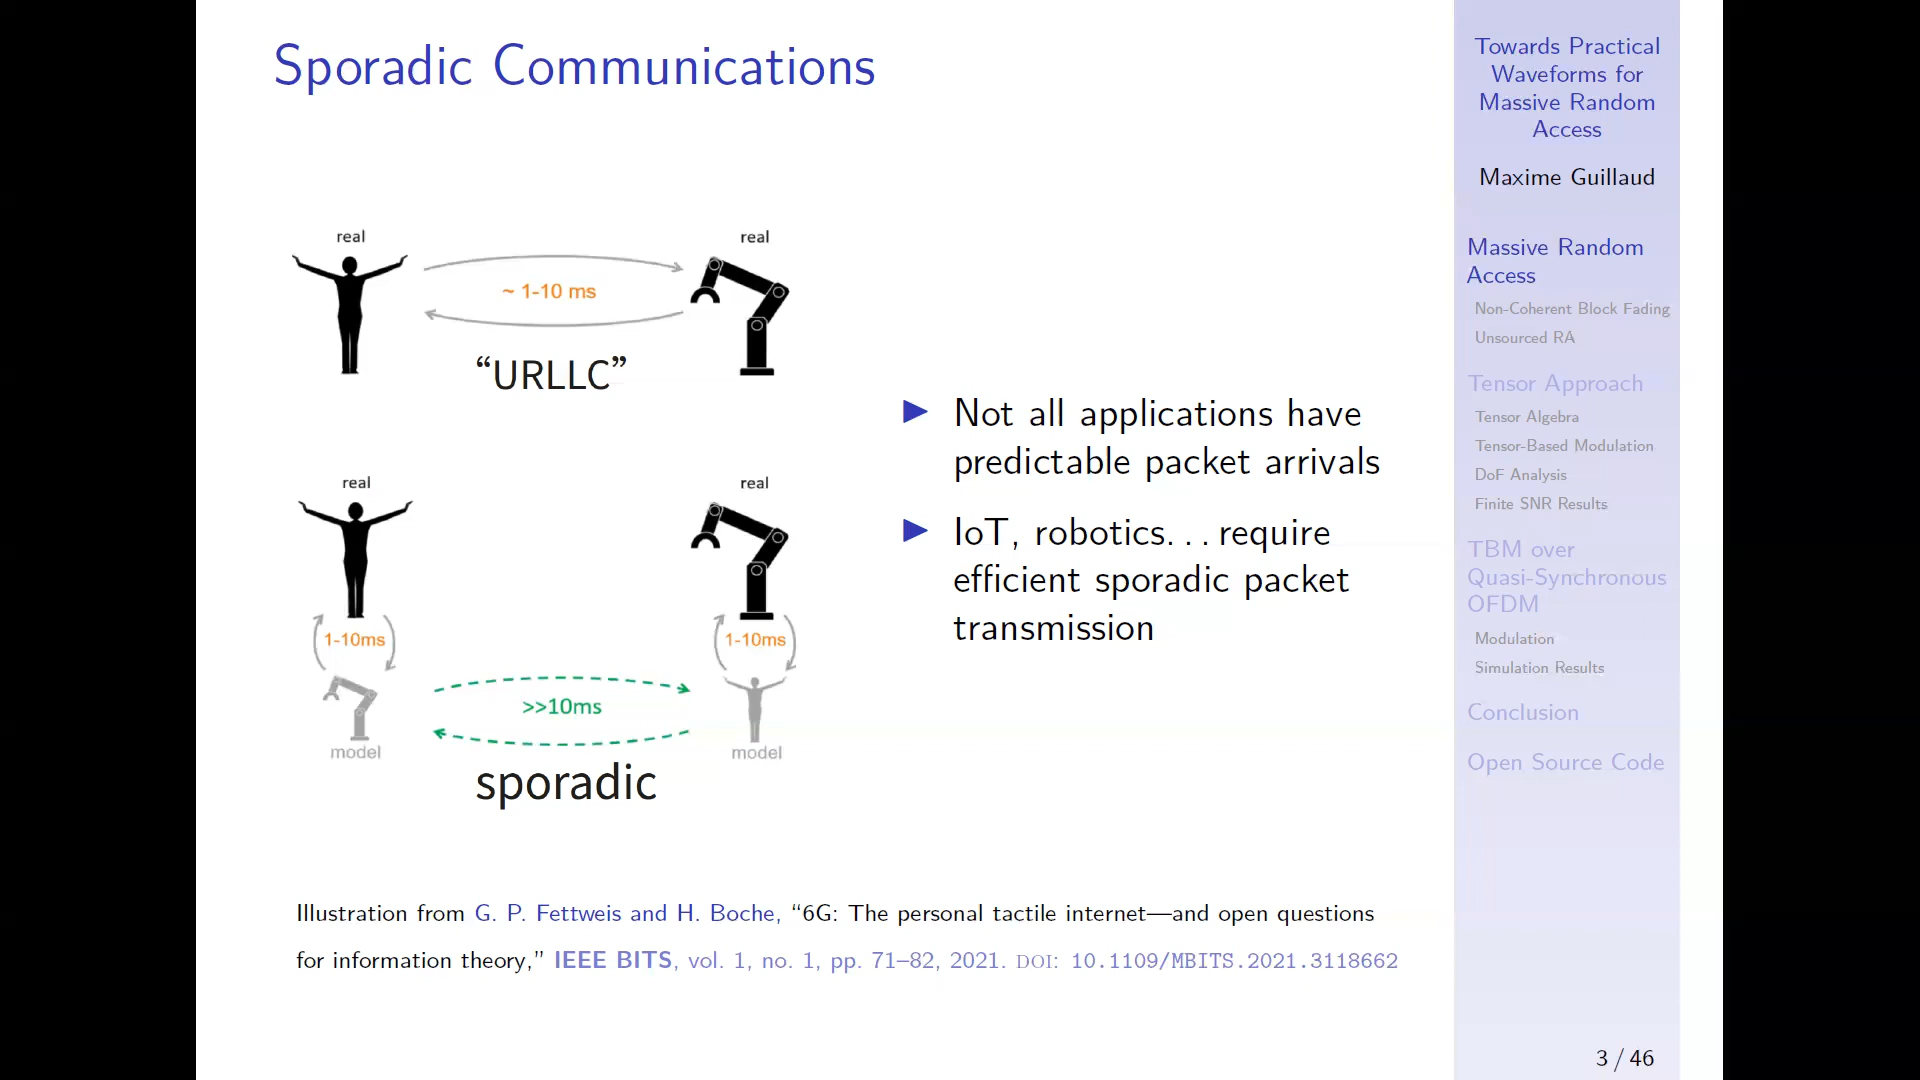 Sporadic Communications
real
real
~ 1-10 ms
“URLLC”
real
real
1-10ms
1-10ms
>>10ms
model
model
sporadic
▶ Not all applications have
predictable packet arrivals
▶ IoT, robotics. . . require
efficient sporadic packet
transmission
Illustration from G. P. Fettweis and H. Boche, “6G: The personal tactile internet—and open questions
for information theory,” IEEE BITS, vol. 1, no. 1, pp. 71–82, 2021. DOI: 10.1109/MBITS.2021.3118662
Towards Practical
Waveforms for
Massive Random
Access
Maxime Guillaud
Massive Random
Access
Non-Coherent Block Fading
Unsourced RA
Tensor Approach
Tensor Algebra
Tensor-Based Modulation
DoF Analysis
Finite SNR Results
TBM over
Quasi-Synchronous
OFDM
Modulation
Simulation Results
Conclusion
Open Source Code
3 / 46